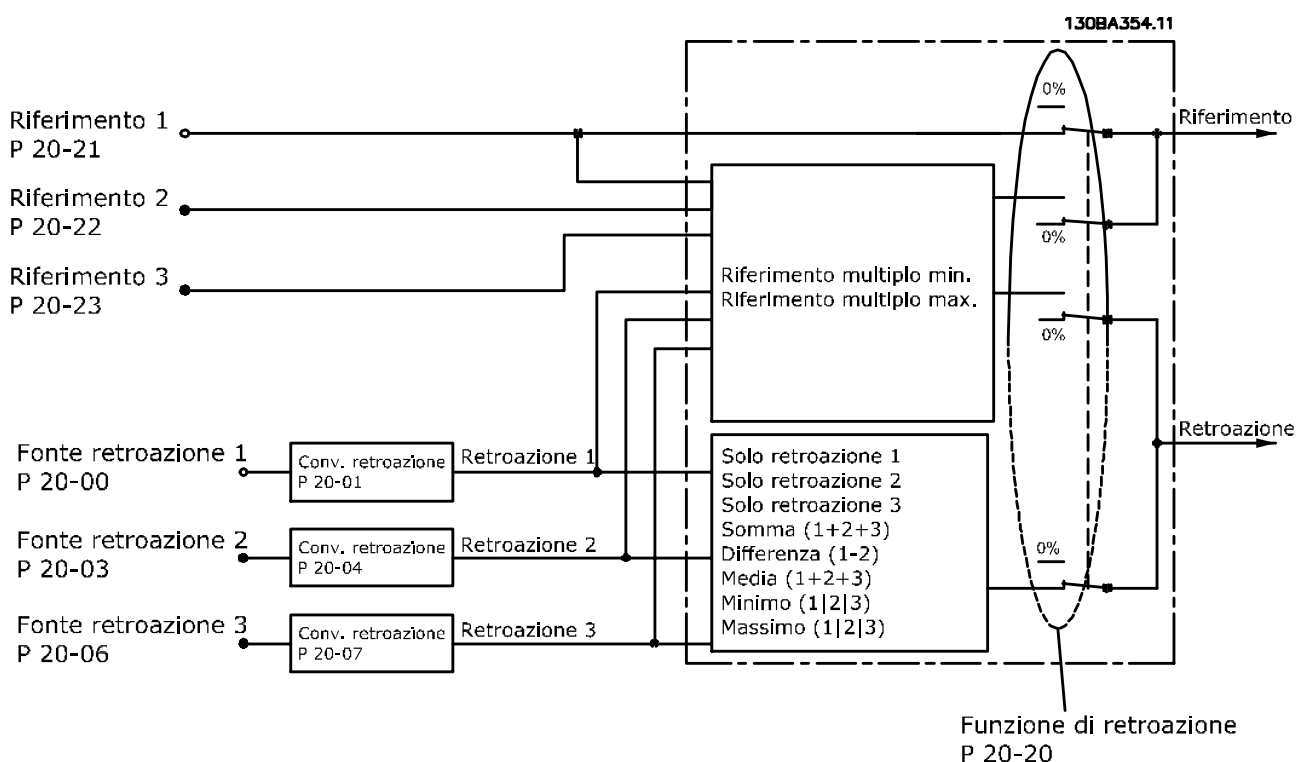 130BA354.11
0%
Riferimento 1
P 20-21
Riferimento
Riferimento 2
P 20-22
0%
Riferimento 3
P 20-23
Riferimento multiplo min.
Riferimento multiplo max.
0%
Retroazione
Fonte retroazione 1
P 20-00
Conv. retroazione
P 20-01
Retroazione 1
Fonte retroazione 2
P 20-03
Conv. retroazione
P 20-04
Retroazione 2
Fonte retroazione 3
P 20-06
Conv. retroazione
P 20-07
Retroazione 3
Solo retroazione 1
Solo retroazione 2
Solo retroazione 3
Somma (1+2+3)
Differenza (1-2)
Media (1+2+3)
Minimo (1|2|3)
Massimo (1|2|3)
0%
Funzione di retroazione
P 20-20